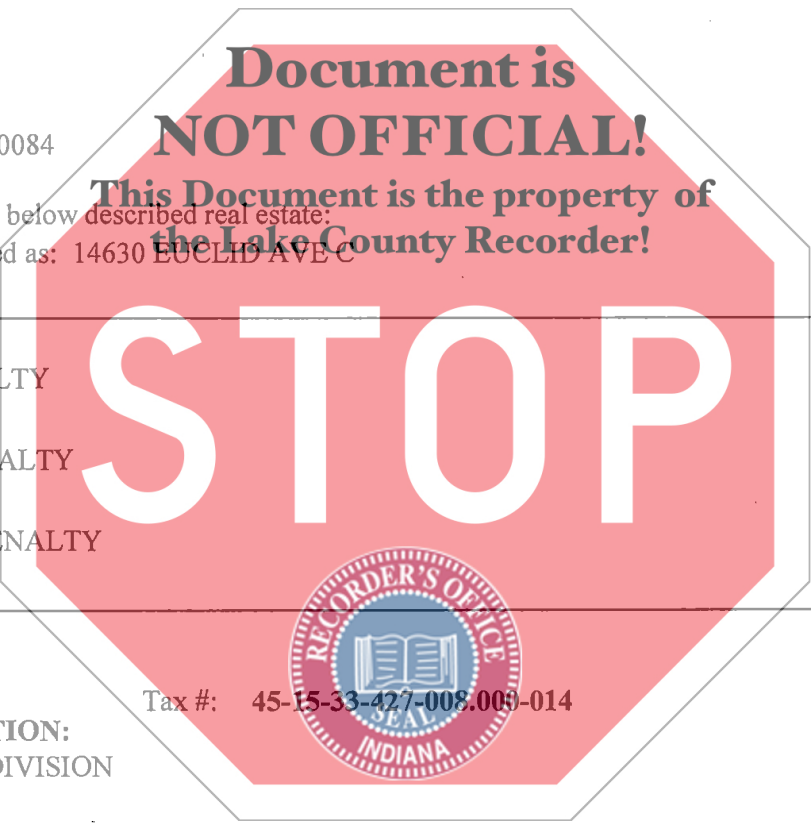 Document is
NOT OFFICIAL!
0084
This Document is the property of
below described real estate:
the Lake County Recorder!
ed as: 14630 EUCLID AVE C
STOP
LTY
ALTY
ENALTY
RECORDER'S OFFICE
Tax #: 45-15-33-427-008.000-014
SEAL
TION:
INDIANA
DIVISION